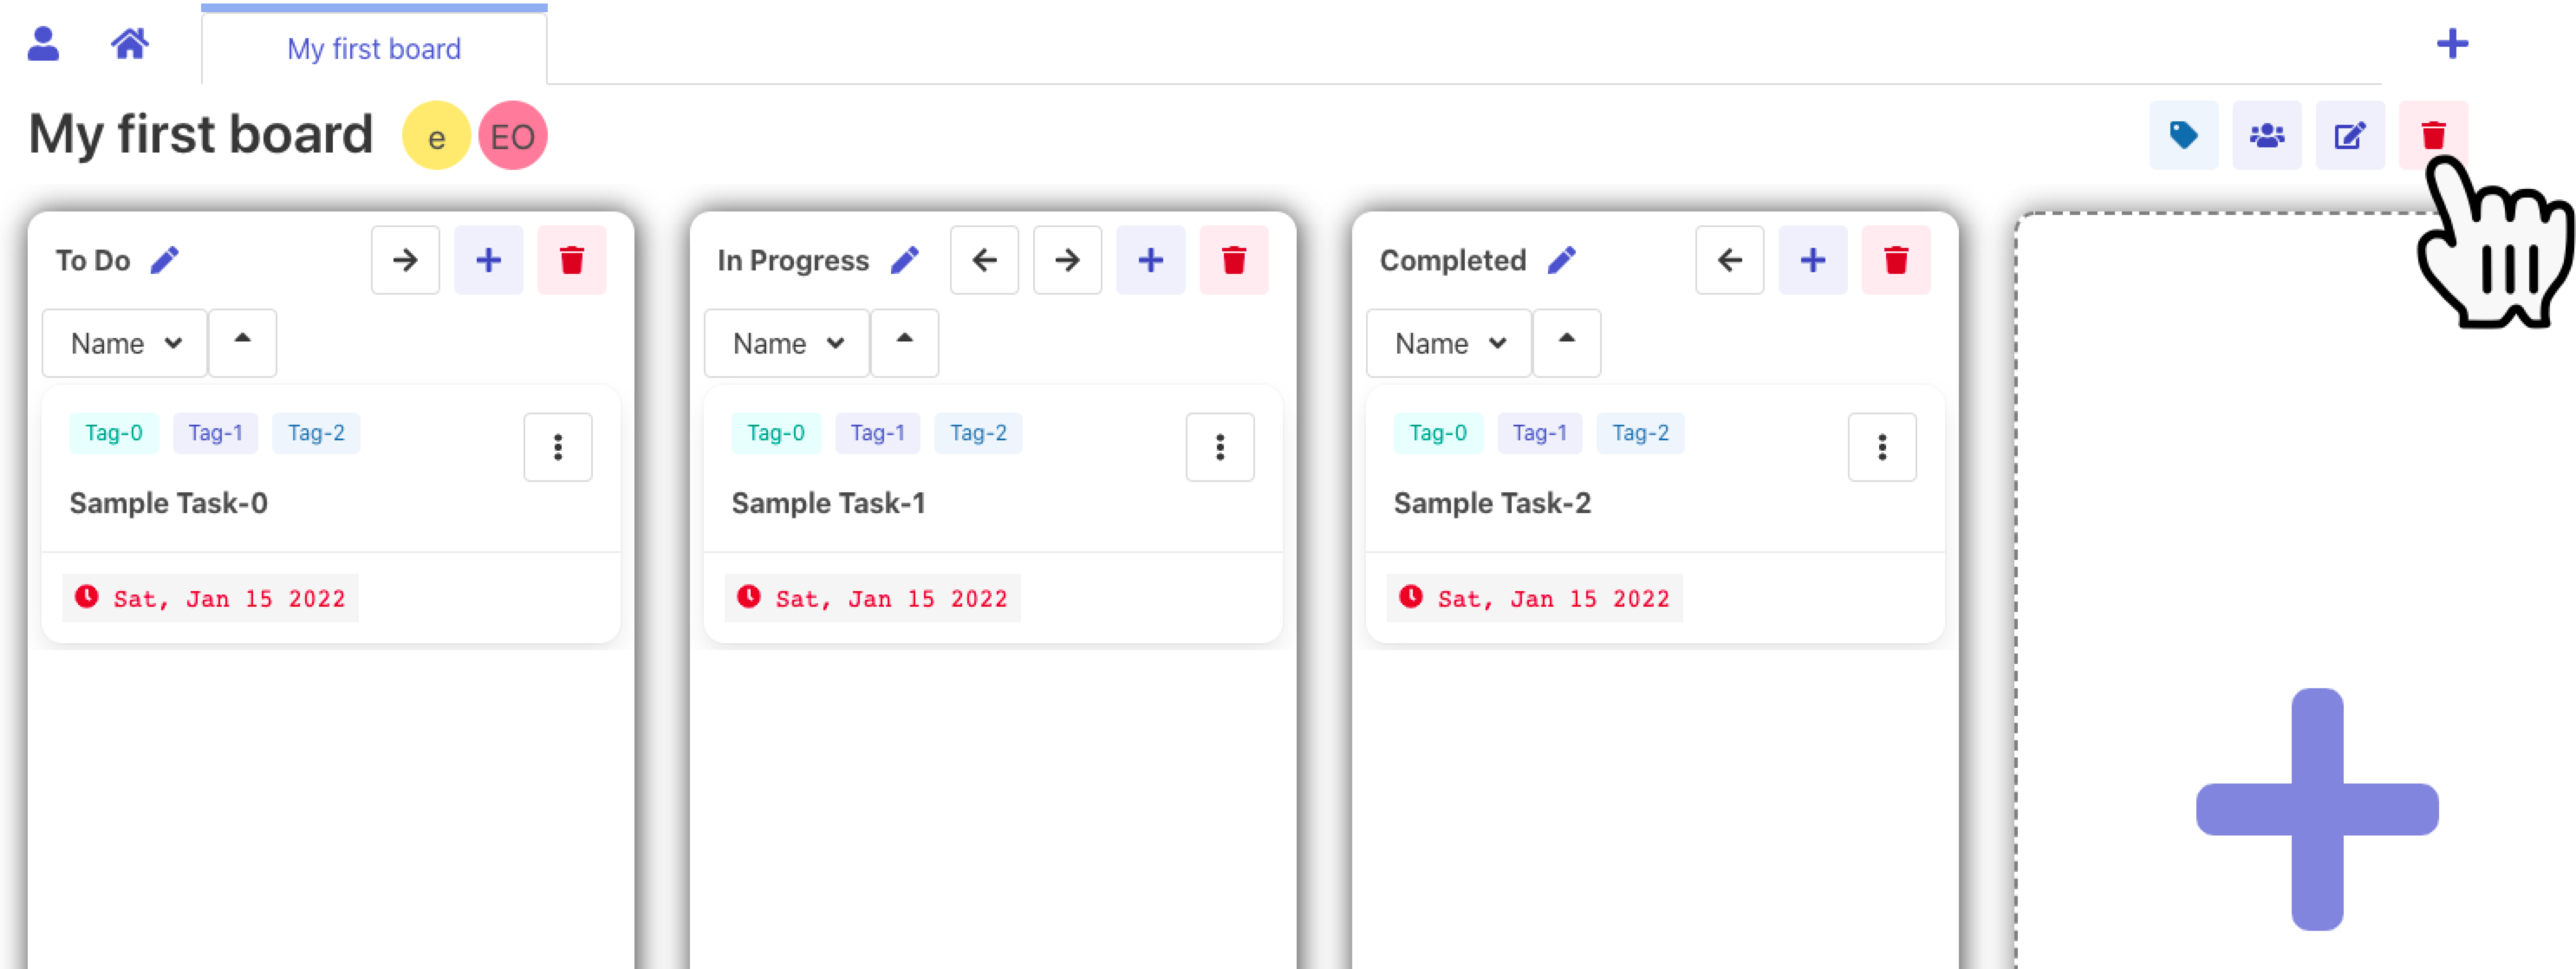 My first board
My first board e EO
To Do
Name
Tag-0 Tag-1 Tag-2
Sample Task-0
Sat, Jan 15 2022
In Progress
Name
Tag-0 Tag-1 Tag-2
Sample Task-1
Sat, Jan 15 2022
Completed
Name
Tag-0 Tag-1 Tag-2
Sample Task-2
Sat, Jan 15 2022